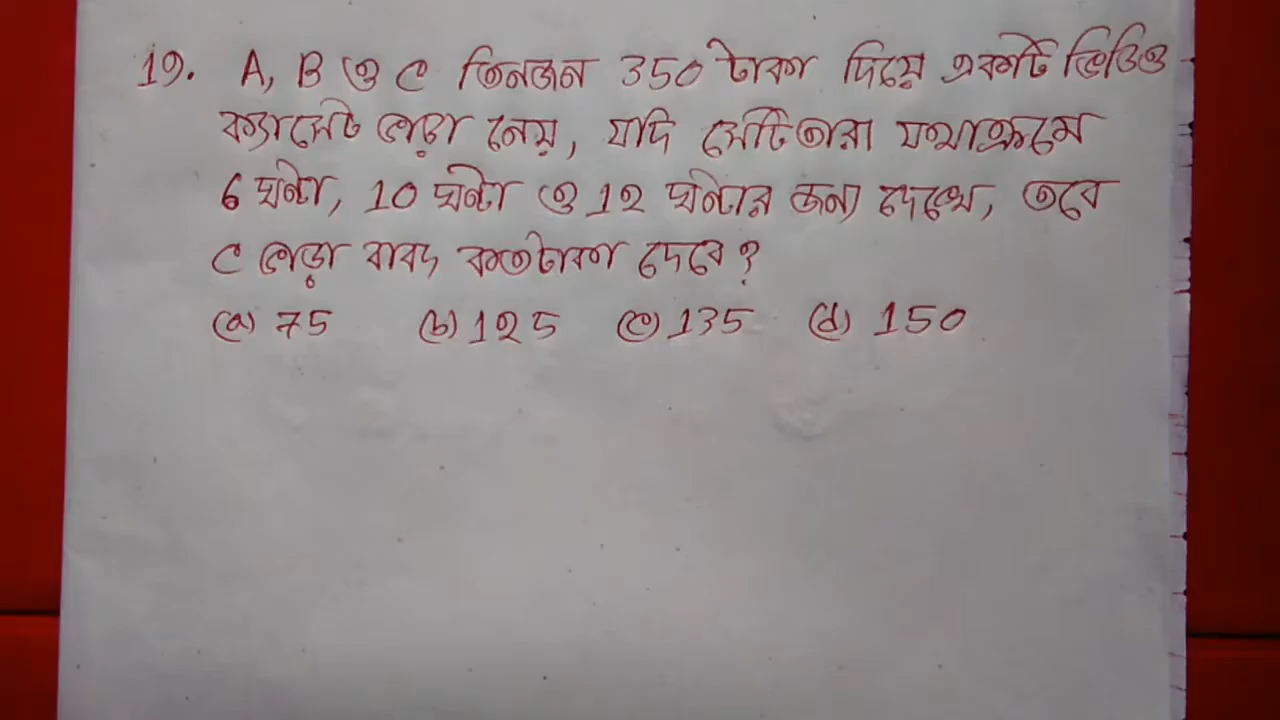 19. A, B ও C তিনজন 350 টাকা দিয়ে একটি ভিডিও
ক্যাসেট ভাড়া নেয়, যদি সেটি তারা যথাক্রমে
6 ঘন্টা, 10 ঘন্টা ও 12 ঘন্টার জন্য দেখে, তবে
C ভাড়া বাবদ কত টাকা দেবে?
(a) 75 (b) 125 (c) 135 (d) 150